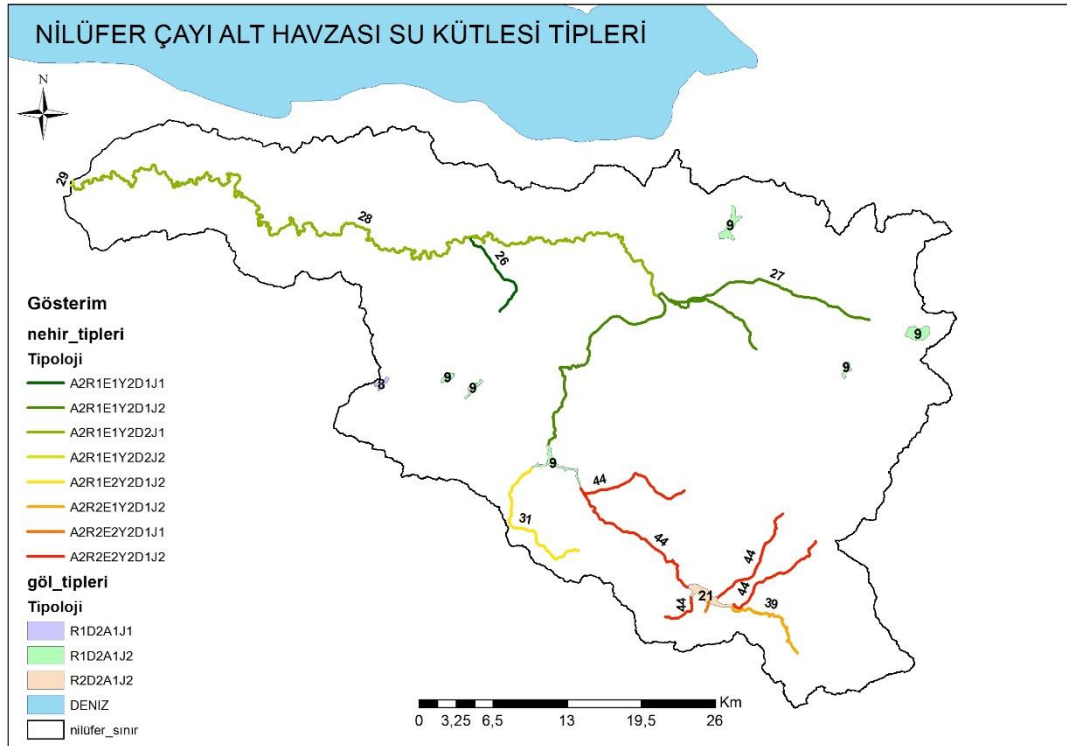 NİLÜFER ÇAYI ALT HAVZASI SU KÜTLESİ TİPLERİ
N
29
28
26
27
9
9
9
8
9
9
9
44
31
44
44
44
44
21
39
Gösterim
nehir_tipleri
Tipoloji
A2R1E1Y2D1J1
A2R1E1Y2D1J2
A2R1E1Y2D2J1
A2R1E1Y2D2J2
A2R1E2Y2D1J2
A2R2E1Y2D1J2
A2R2E2Y2D1J1
A2R2E2Y2D1J2
göl_tipleri
Tipoloji
R1D2A1J1
R1D2A1J2
R2D2A1J2
DENIZ
nilüfer_sınır
Km
0 3,25 6,5 13 19,5 26